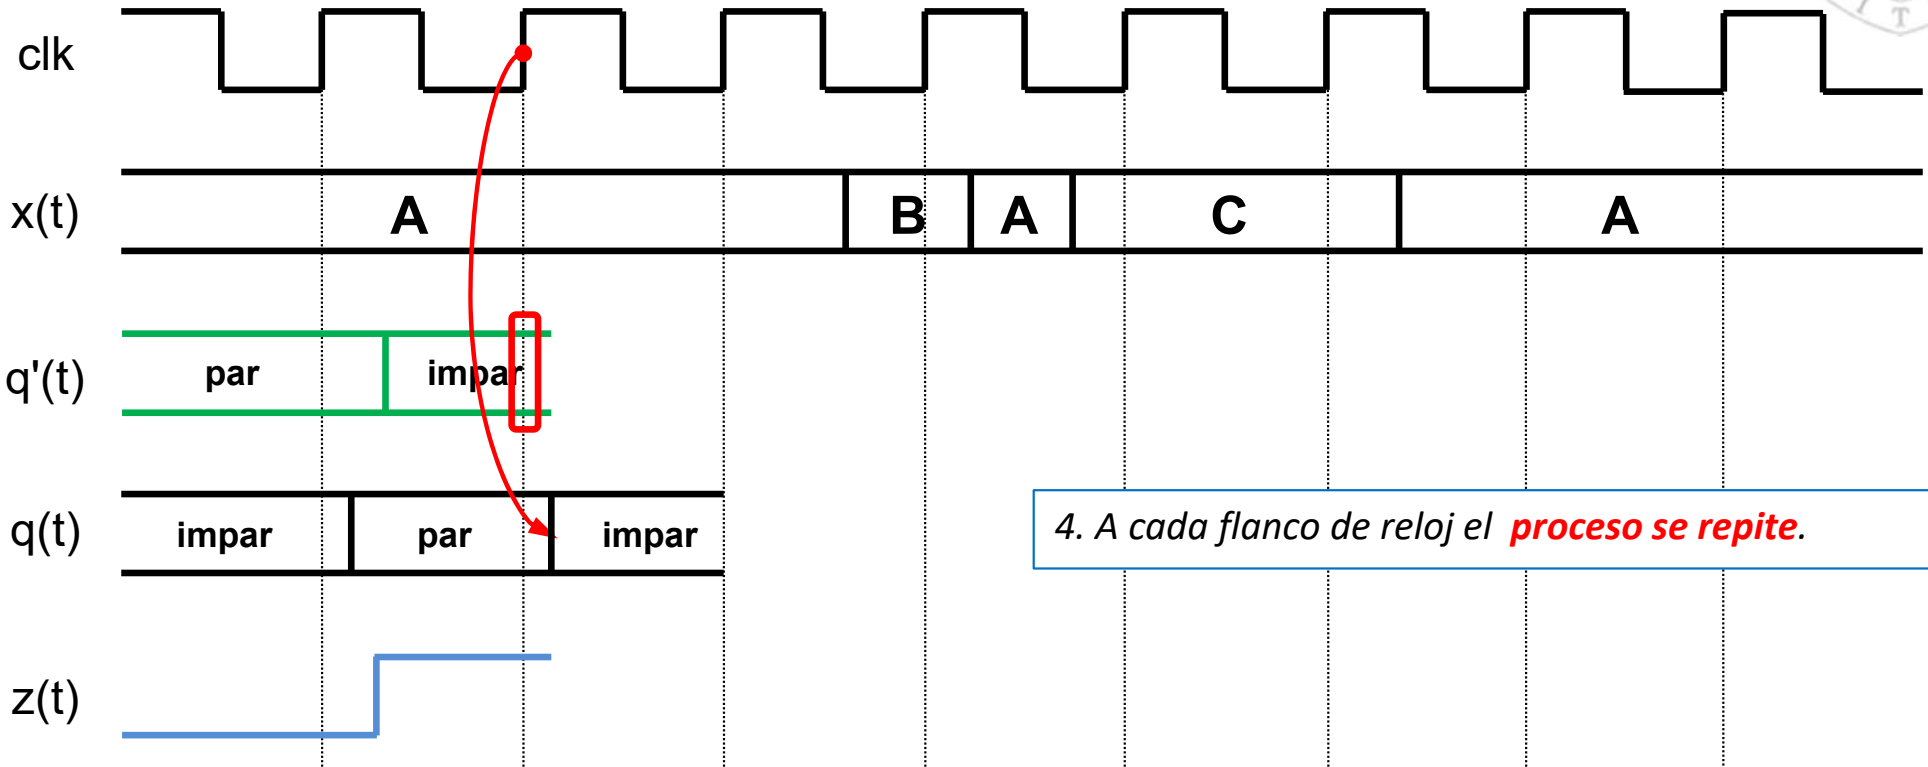 clk
x(t) A B A C A
q'(t) par impar
q(t) impar par impar
4. A cada flanco de reloj el proceso se repite.
z(t)
I T